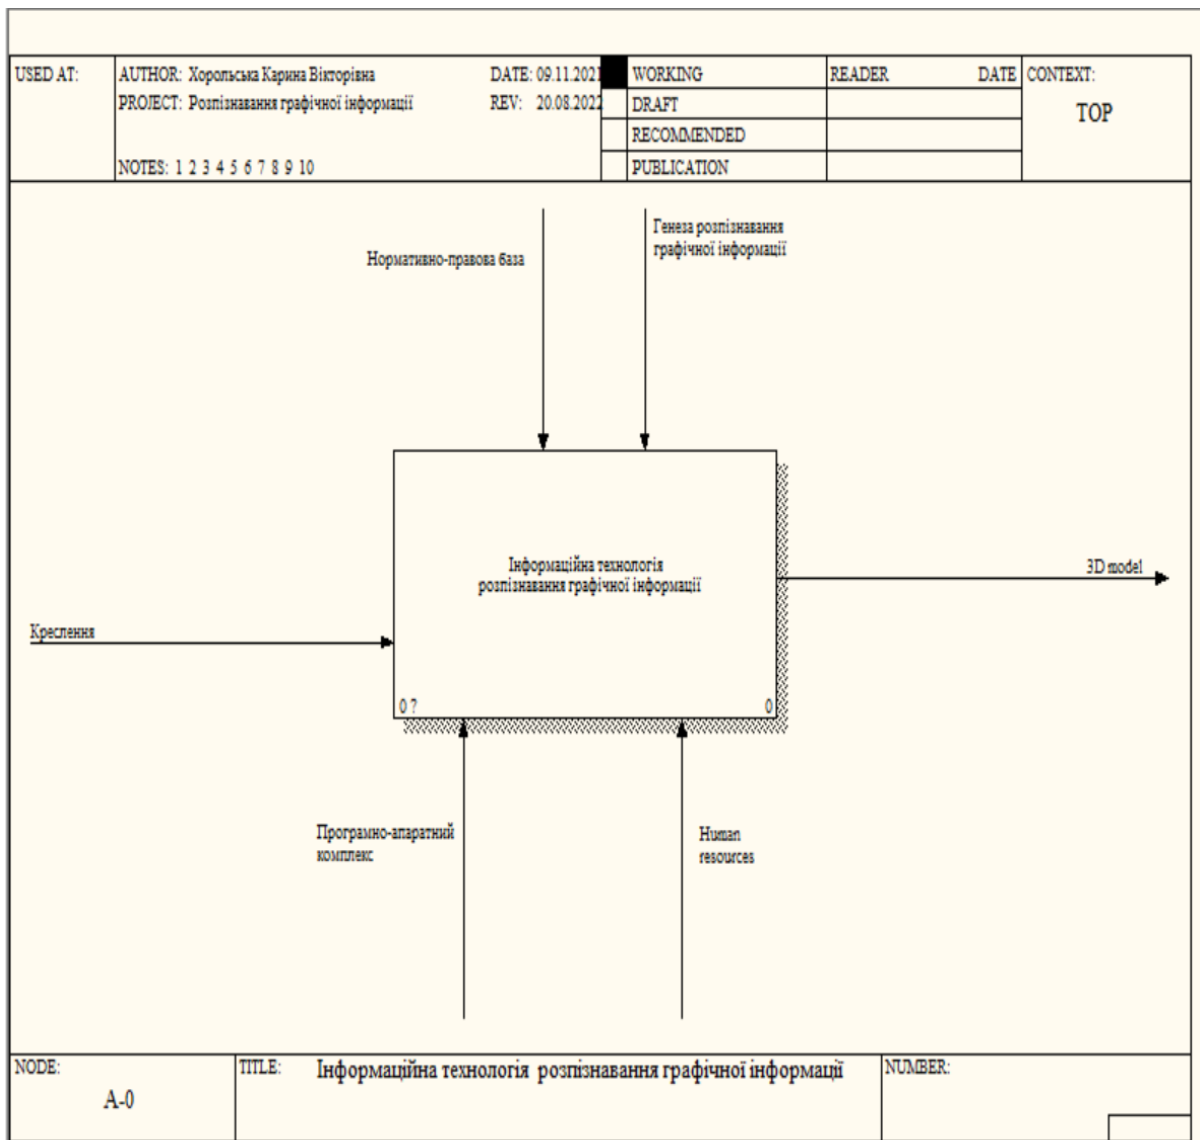 USED AT:
AUTHOR: Хорольська Карина Вікторівна
DATE: 09.11.2021
PROJECT: Розпізнавання графічної інформації
REV: 20.08.2022
NOTES: 1 2 3 4 5 6 7 8 9 10
WORKING
DRAFT
RECOMMENDED
PUBLICATION
READER DATE
CONTEXT:
TOP
Нормативно-правова база
Генеза розпізнавання
графічної інформації
Інформаційна технологія
розпізнавання графічної інформації
0 ?
0
Креслення
3D model
Програмно-апаратний
комплекс
Human
resources
NODE:
A-0
TITLE: Інформаційна технологія розпізнавання графічної інформації
NUMBER: